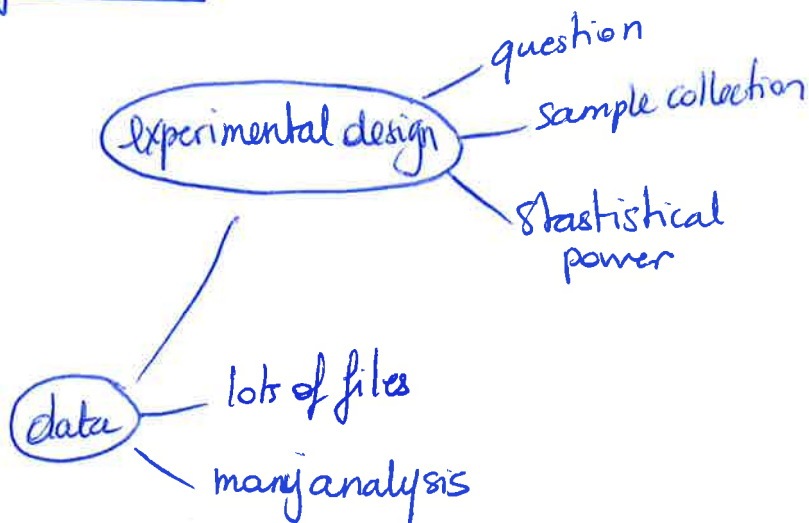 question
experimental design
sample collection
stastistical
power
lots of files
data
many analysis